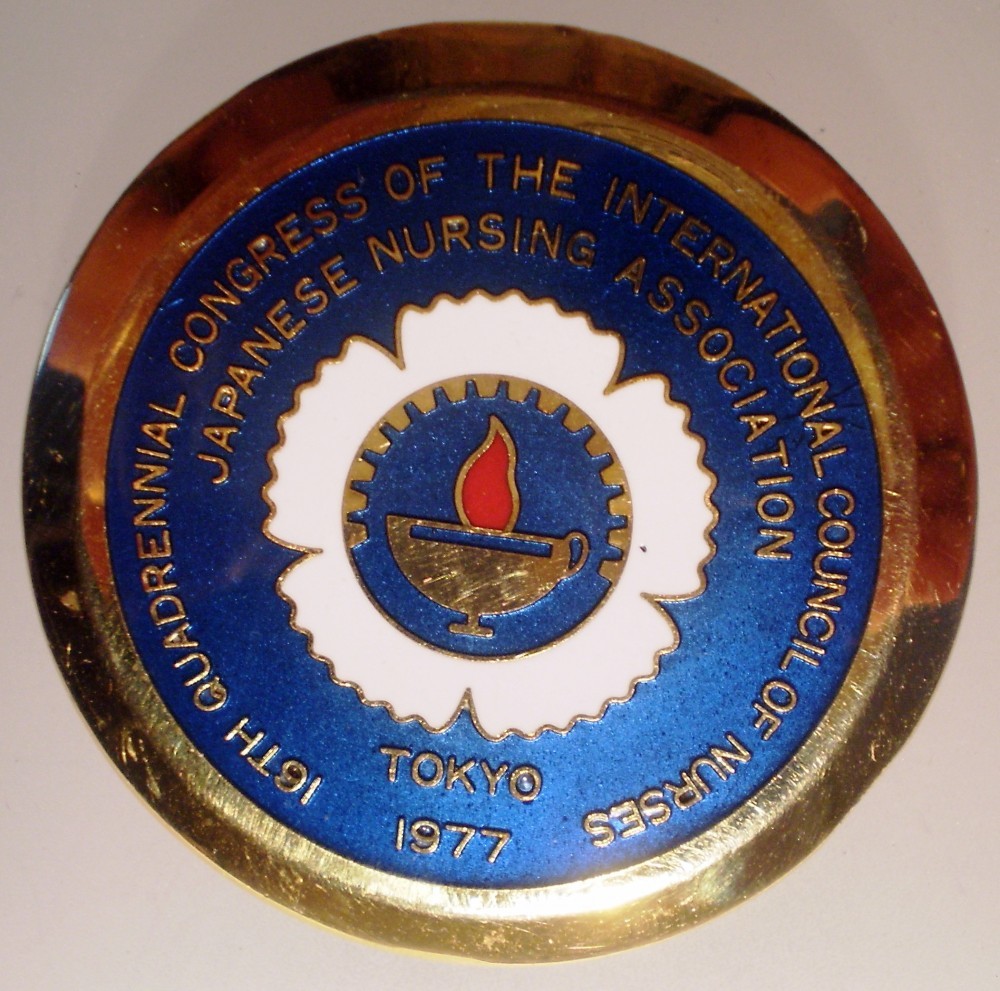 16TH QUADRENNIAL CONGRESS OF THE INTERNATIONAL COUNCIL OF NURSES
JAPANESE NURSING ASSOCIATION
TOKYO
1977